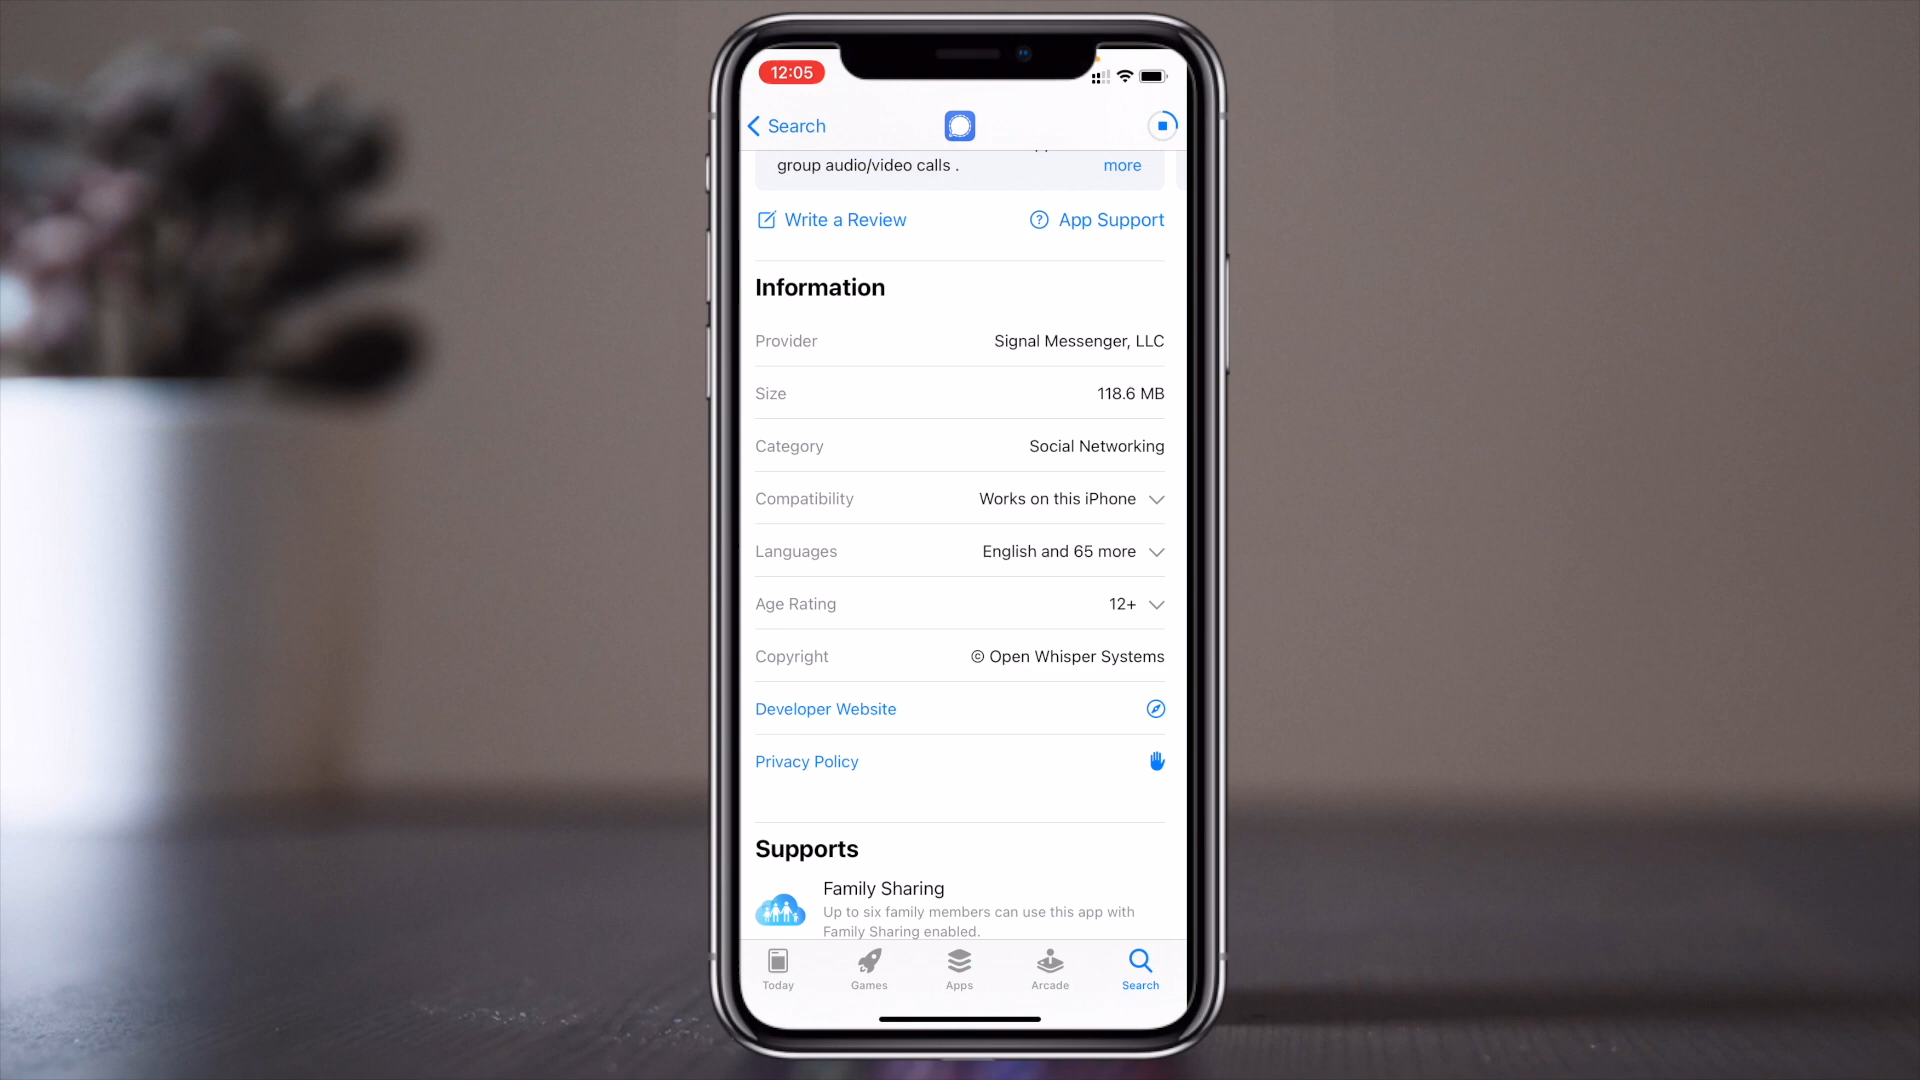 12:05
Search
group audio/video calls .
more
Write a Review
App Support
Information
Provider
Signal Messenger, LLC
Size
118.6 MB
Category
Social Networking
Compatibility
Works on this iPhone
Languages
English and 65 more
Age Rating
12+
Copyright
© Open Whisper Systems
Developer Website
Privacy Policy
Supports
Family Sharing
Up to six family members can use this app with
Family Sharing enabled.
Today
Games
Apps
Arcade
Search